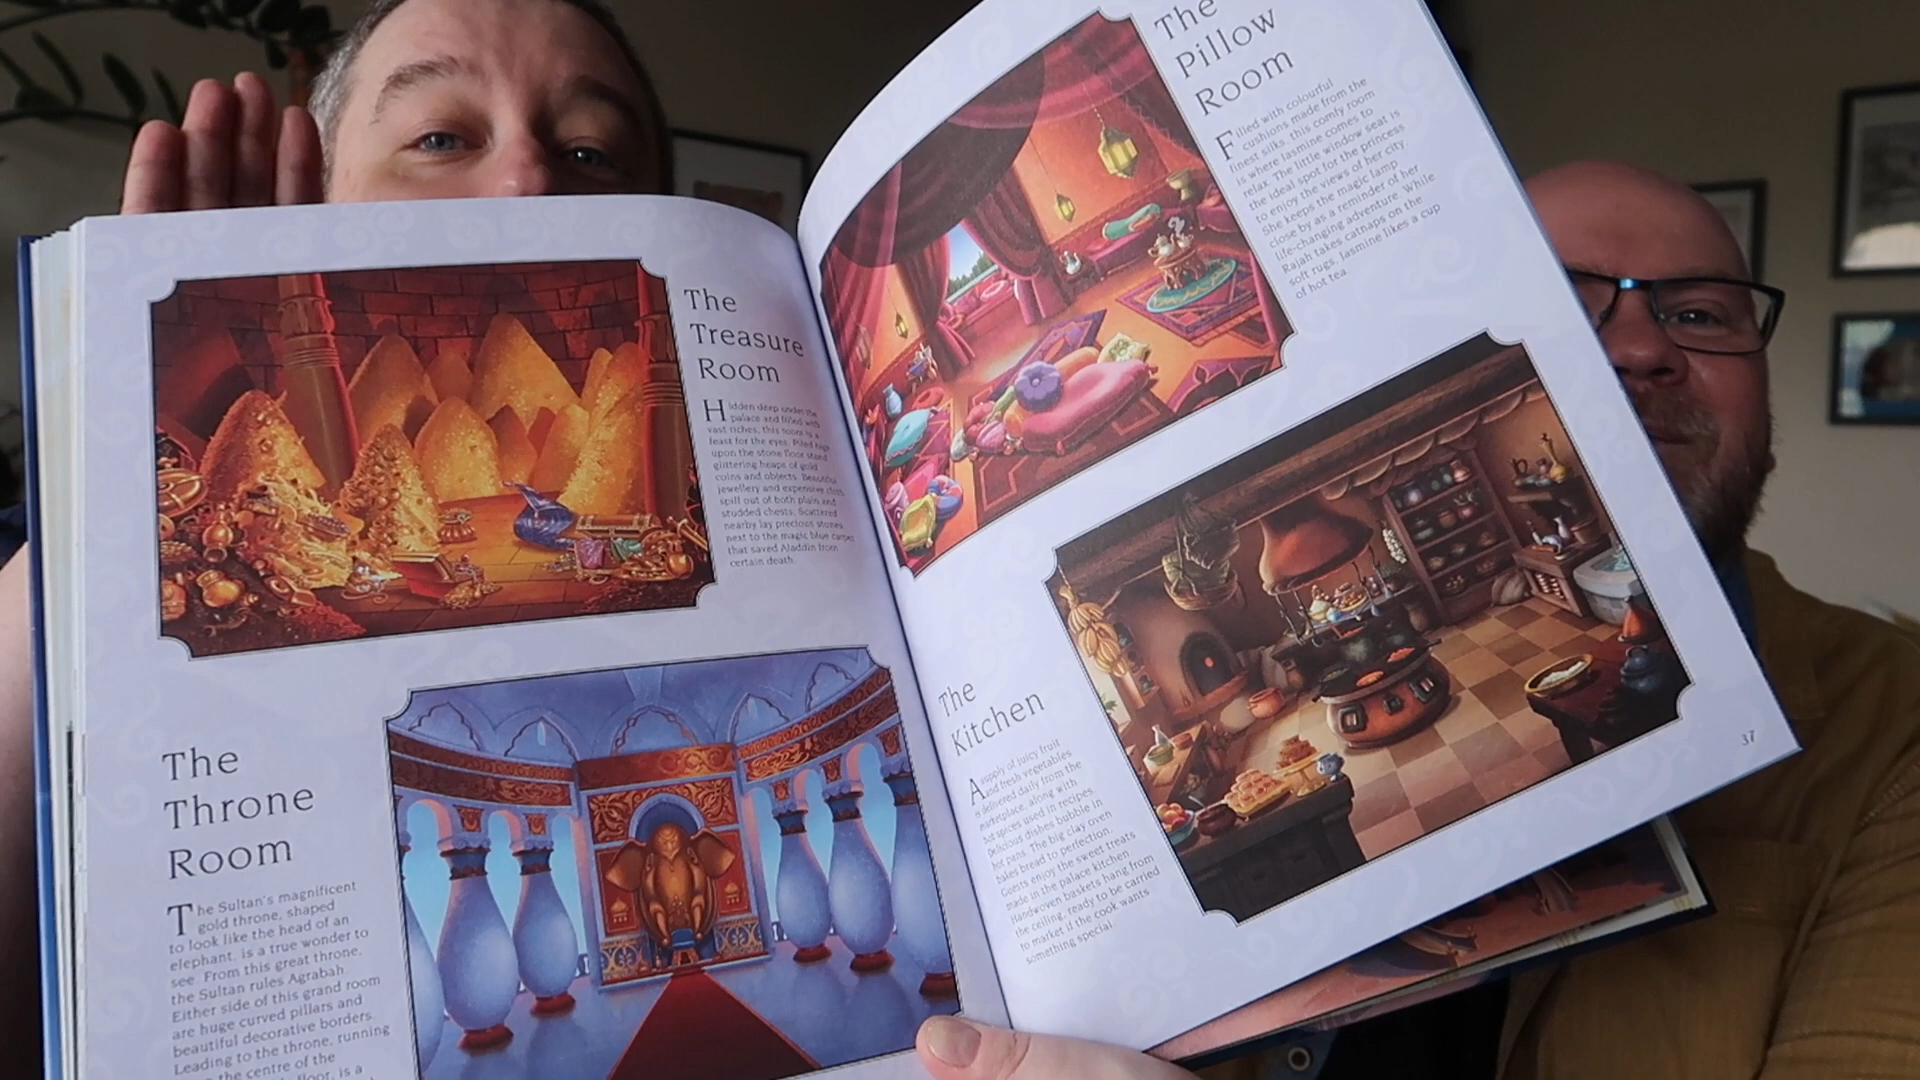 The
Treasure
Room
Hidden deep under the
palace and filled with
vast riches, this room is a
feast for the eyes. Piled high
upon the stone floor stand
glittering heaps of gold
coins and objects. Beautiful
jewellery and expensive cloth
spill out of both plain and
studded chests. Scattered
nearby lay precious stones
next to the magic blue carpet
that saved Aladdin from
certain death.
The
Throne
Room
The Sultan's magnificent
gold throne, shaped
to look like the head of an
elephant, is a true wonder to
see. From this great throne,
the Sultan rules Agrabah.
Either side of this grand room
are huge curved pillars and
beautiful decorative borders.
Leading to the throne, running
the centre of the
floor, is a
The
Pillow
Room
Filled with colourful
cushions made from the
finest silks, this comfy room
is where Jasmine comes to
relax. The little window seat is
the ideal spot for the princess
to enjoy the views of her city.
She keeps the magic lamp
close by as a reminder of her
life-changing adventure. While
Rajah takes catnaps on the
soft rugs, Jasmine likes a cup
of hot tea.
The
Kitchen
A supply of juicy fruit
and fresh vegetables
is delivered daily from the
marketplace, along with
hot spices used in recipes.
Delicious dishes bubble in
hot pans. The big clay oven
bakes bread to perfection.
Guests enjoy the sweet treats
made in the palace kitchen.
Handwoven baskets hang from
the ceiling, ready to be carried
to market if the cook wants
something special.
37